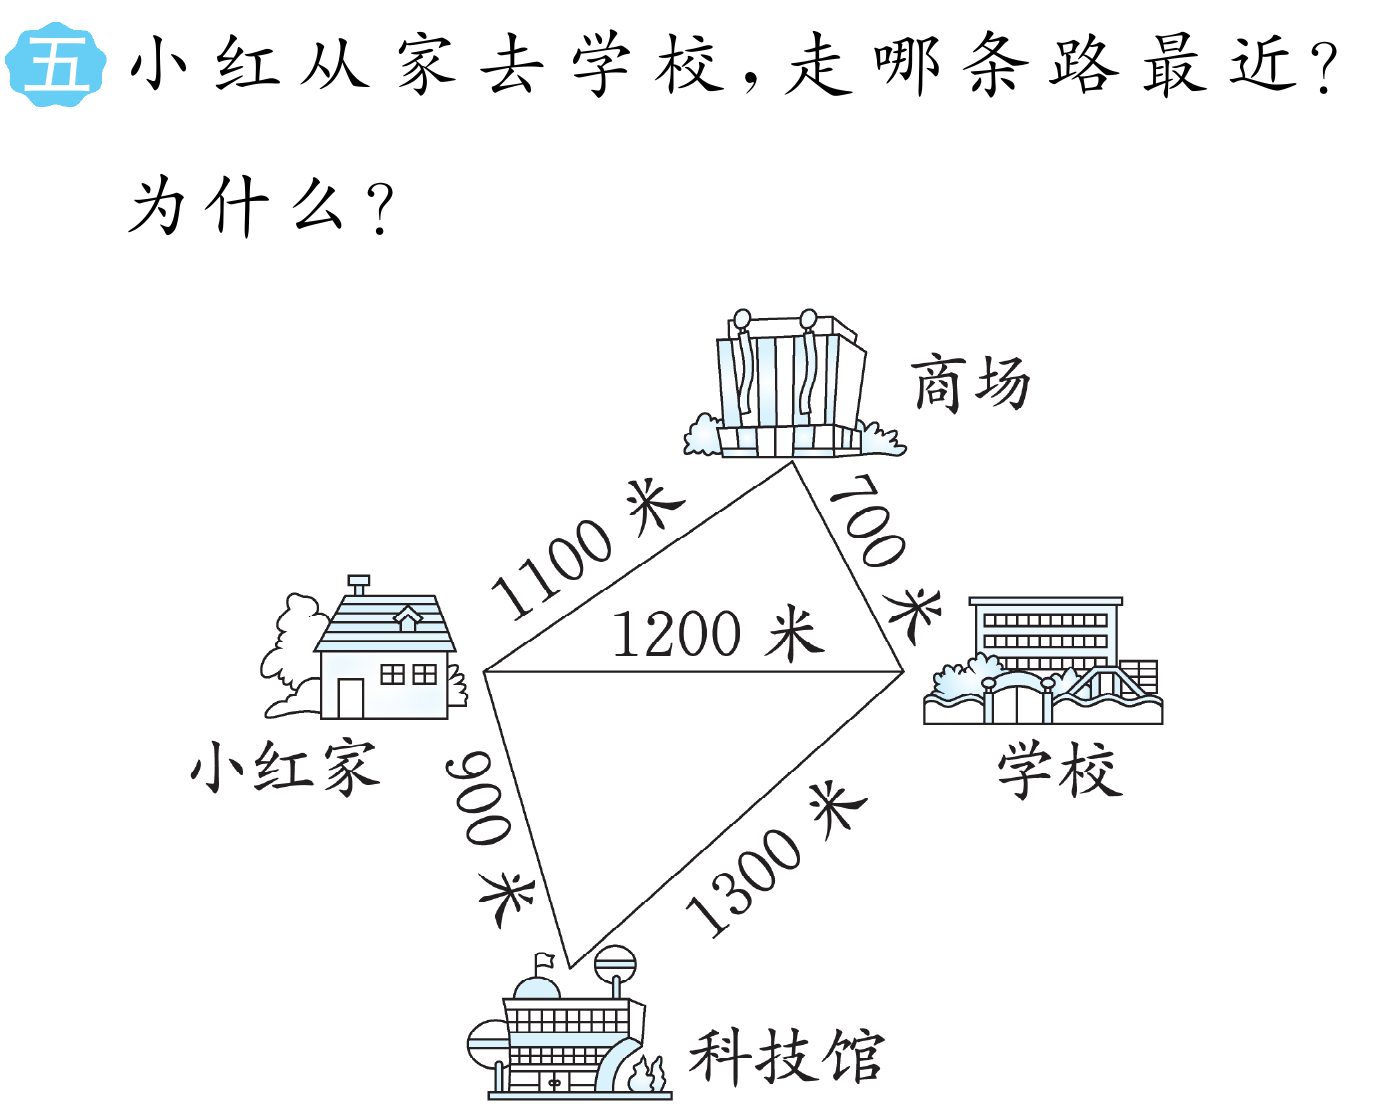 五 小红从家去学校，走哪条路最近？
为什么？
商场
1100 米
700 米
1200 米
小红家
学校
900 米
1300 米
科技馆